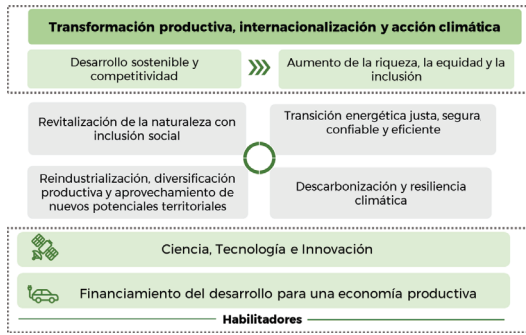 Transformación productiva, internacionalización y acción climática
Desarrollo sostenible y
competitividad
Aumento de la riqueza, la equidad y la
inclusión
Revitalización de la naturaleza con
inclusión social
Transición energética justa, segura,
confiable y eficiente
Reindustrialización, diversificación
productiva y aprovechamiento de
nuevos potenciales territoriales
Descarbonización y resiliencia
climática
Ciencia, Tecnología e Innovación
Financiamiento del desarrollo para una economía productiva
Habilitadores